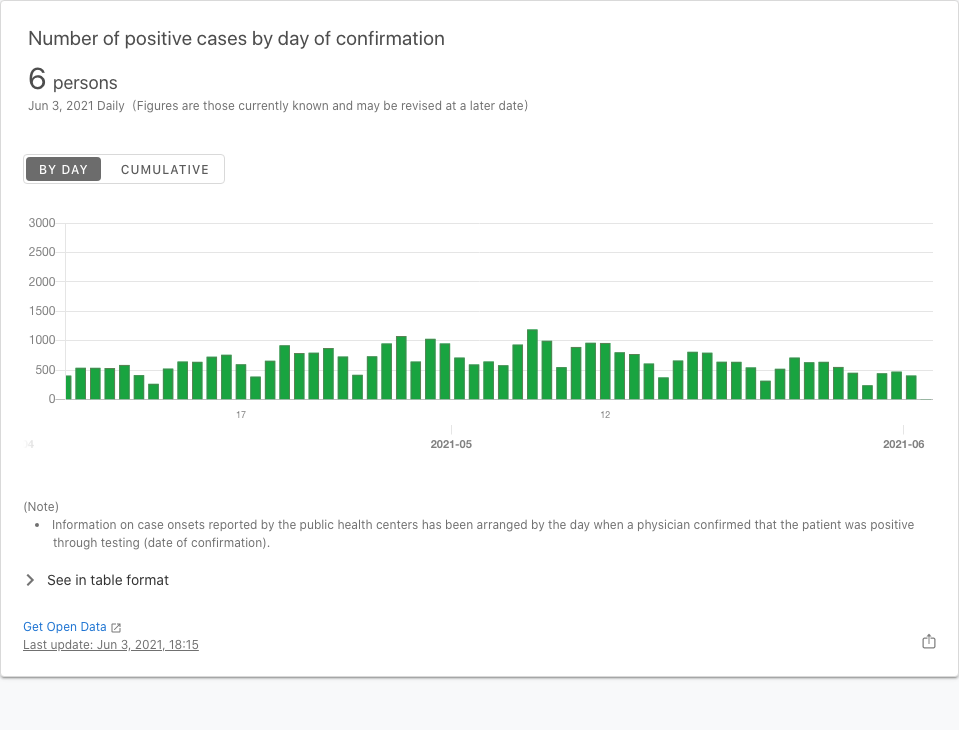 Number of positive cases by day of confirmation
6 persons
Jun 3, 2021 Daily (Figures are those currently known and may be revised at a later date)
BY DAY CUMULATIVE
3000
2500
2000
1500
1000
500
0
17 12
2021-05 2021-06
(Note)
• Information on case onsets reported by the public health centers has been arranged by the day when a physician confirmed that the patient was positive
through testing (date of confirmation).
See in table format
Get Open Data
Last update: Jun 3, 2021, 18:15